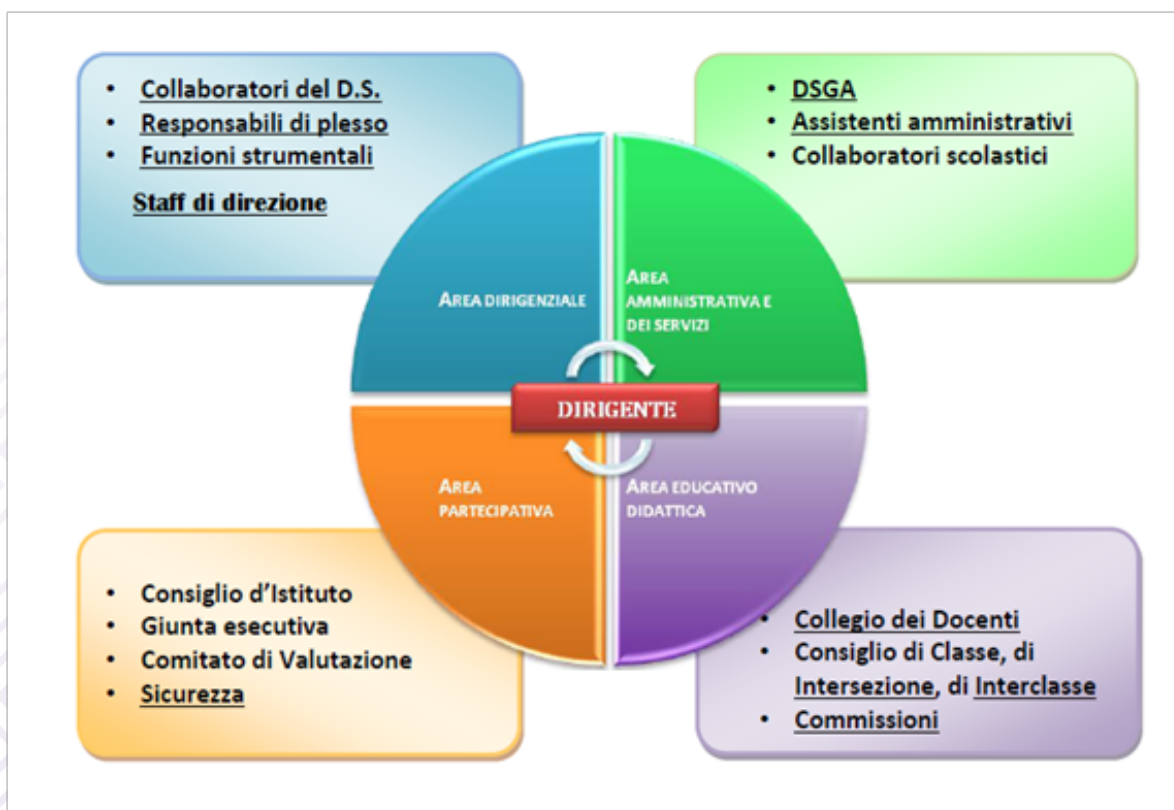 • Collaboratori del D.S.
• Responsabili di plesso
• Funzioni strumentali
Staff di direzione
• DSGA
• Assistenti amministrativi
• Collaboratori scolastici
AREA DIRIGENZIALE
AREA
AMMINISTRATIVA E
DEI SERVIZI
DIRIGENTE
AREA
PARTECIPATIVA
AREA EDUCATIVO
DIDATTICA
• Consiglio d’Istituto
• Giunta esecutiva
• Comitato di Valutazione
• Sicurezza
• Collegio dei Docenti
• Consiglio di Classe, di
Intersezione, di Interclasse
• Commissioni